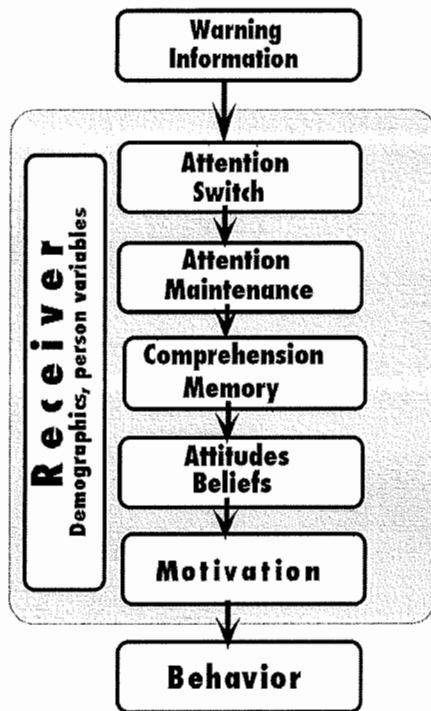 Warning
Information
Receiver
Demographics, person variables
Attention
Switch
Attention
Maintenance
Comprehension
Memory
Attitudes
Beliefs
Motivation
Behavior